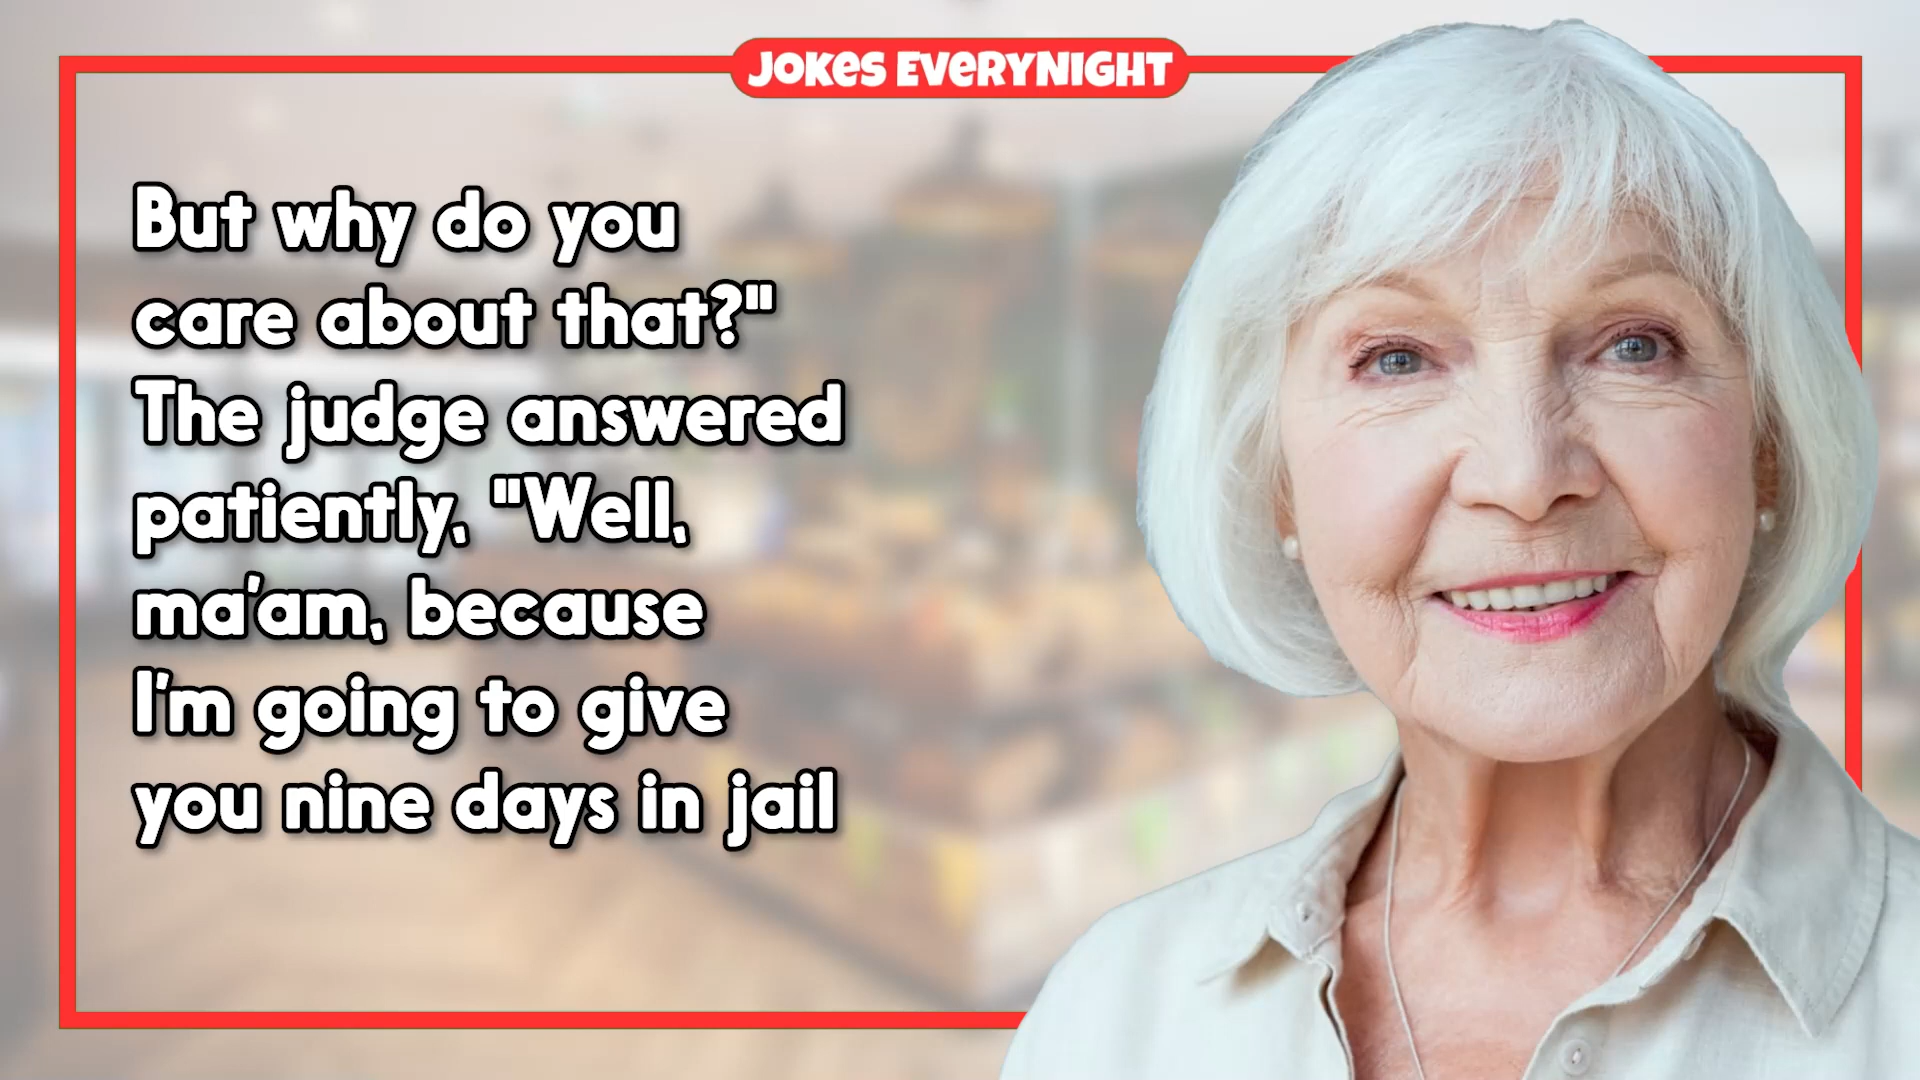 JOKES EVERYNIGHT
But why do you
care about that?"
The judge answered
patiently, "Well,
ma'am, because
I'm going to give
you nine days in jail